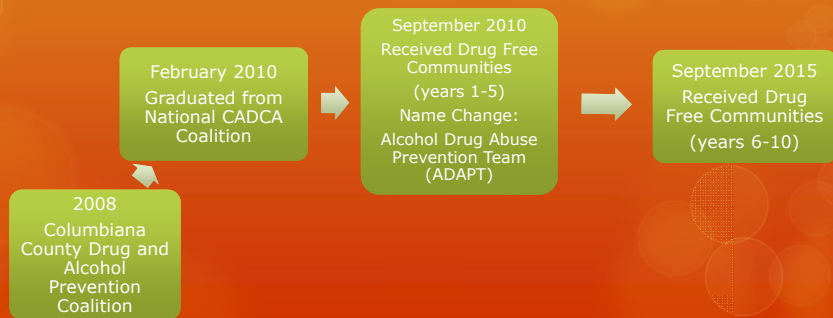 2008
Columbiana
County Drug and
Alcohol
Prevention
Coalition
February 2010
Graduated from
National CADCA
Coalition
September 2010
Received Drug Free
Communities
(years 1-5)
Name Change:
Alcohol Drug Abuse
Prevention Team
(ADAPT)
September 2015
Received Drug
Free Communities
(years 6-10)